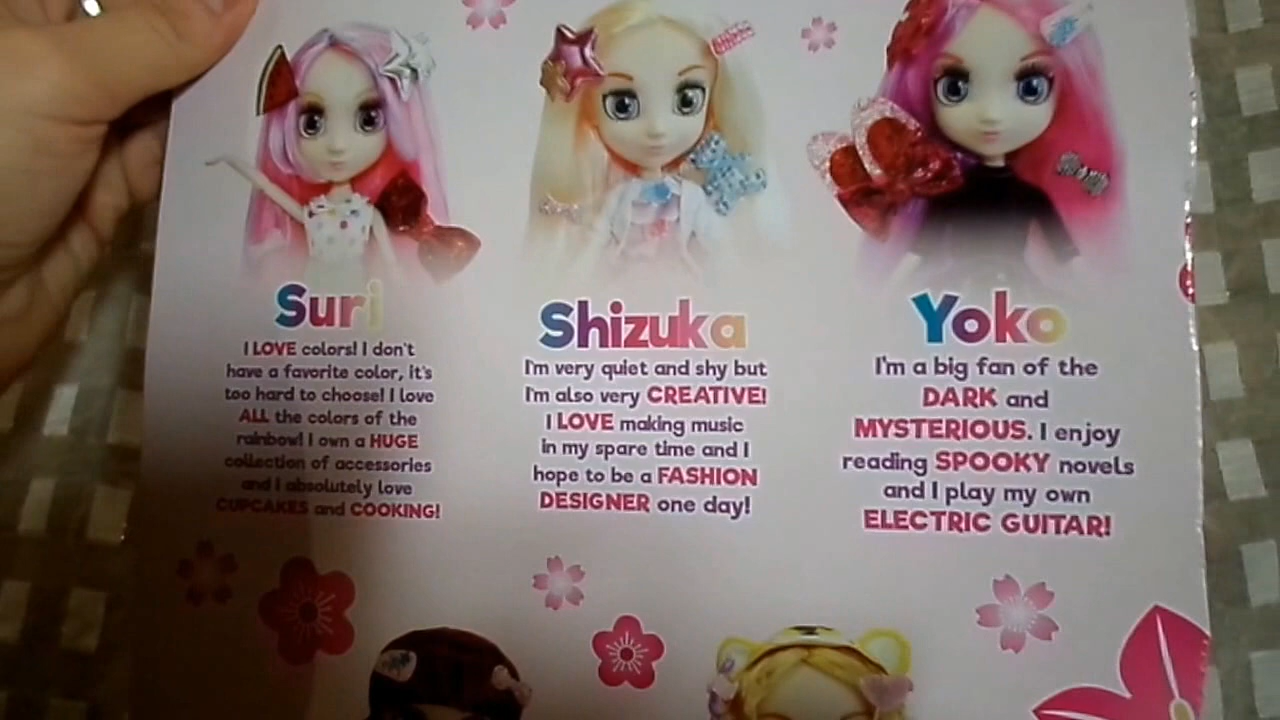 Suri
I LOVE colors! I don't
have a favorite color, it's
too hard to choose! I love
ALL the colors of the
rainbow! I own a HUGE
collection of accessories
and I absolutely love
CUPCAKES and COOKING!
Shizuka
I'm very quiet and shy but
I'm also very CREATIVE!
I LOVE making music
in my spare time and I
hope to be a FASHION
DESIGNER one day!
Yoko
I'm a big fan of the
DARK and
MYSTERIOUS. I enjoy
reading SPOOKY novels
and I play my own
ELECTRIC GUITAR!